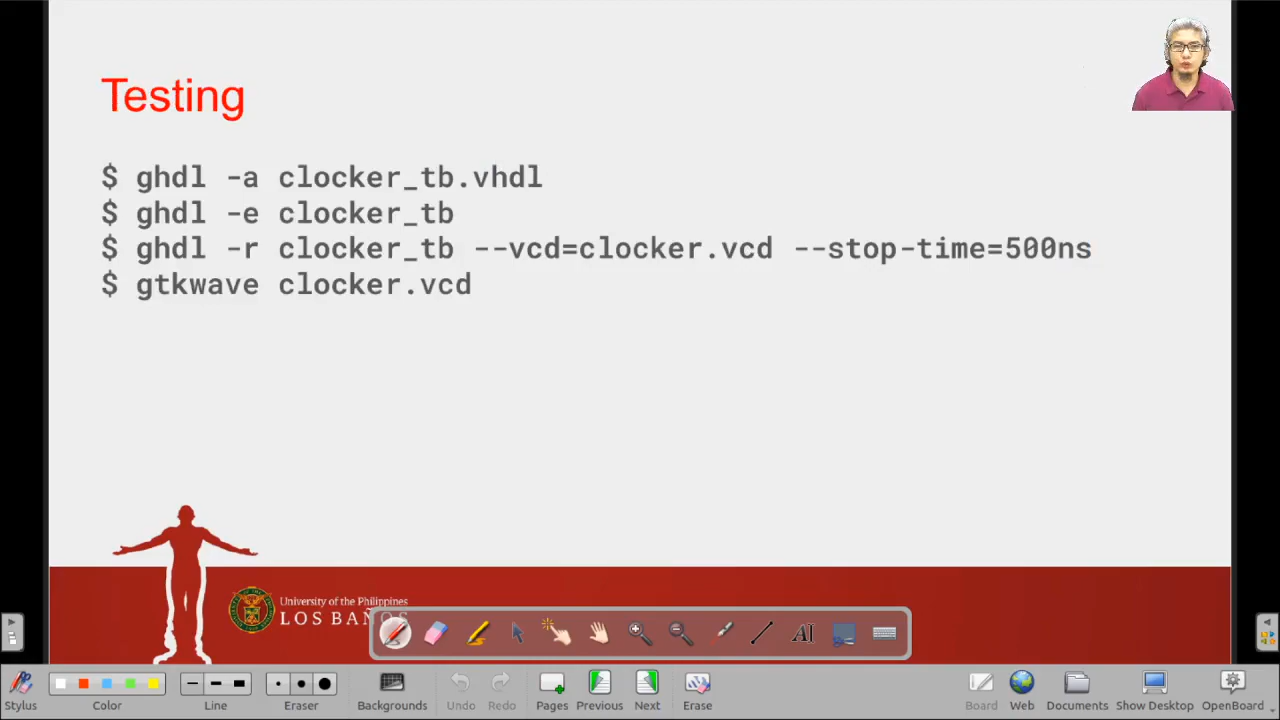 Testing
$ ghdl -a clocker_tb.vhdl
$ ghdl -e clocker_tb
$ ghdl -r clocker_tb --vcd=clocker.vcd --stop-time=500ns
$ gtkwave clocker.vcd
University of the Philippines
LOS BAÑOS
Stylus
Color
Line
Eraser
Backgrounds
Undo
Redo
Pages
Previous
Next
Erase
Board
Web
Documents
Show Desktop
OpenBoard